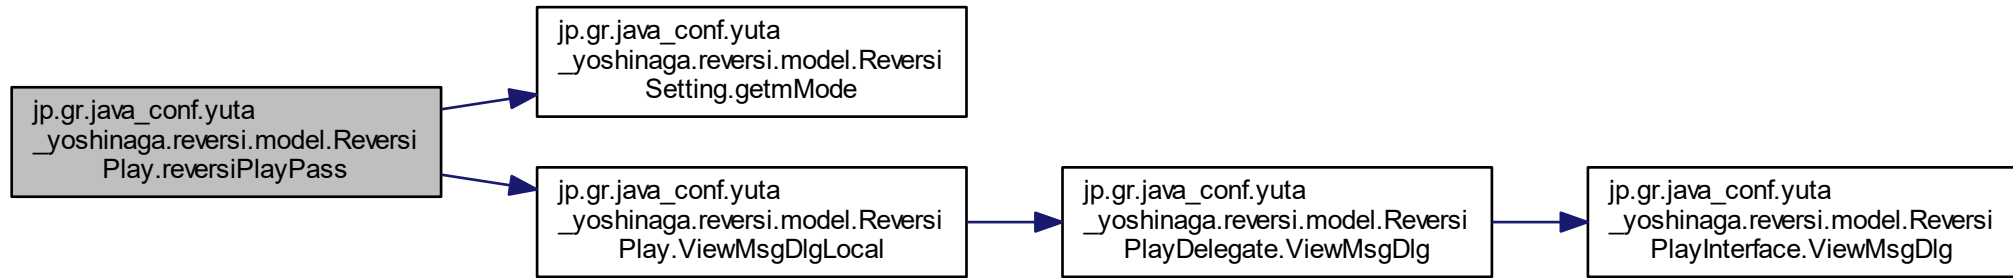 jp.gr.java_conf.yuta
_yoshinaga.reversi.model.Reversi
Play.reversiPlayPass
jp.gr.java_conf.yuta
_yoshinaga.reversi.model.Reversi
Setting.getmMode
jp.gr.java_conf.yuta
_yoshinaga.reversi.model.Reversi
Play.ViewMsgDlgLocal
jp.gr.java_conf.yuta
_yoshinaga.reversi.model.Reversi
PlayDelegate.ViewMsgDlg
jp.gr.java_conf.yuta
_yoshinaga.reversi.model.Reversi
PlayInterface.ViewMsgDlg